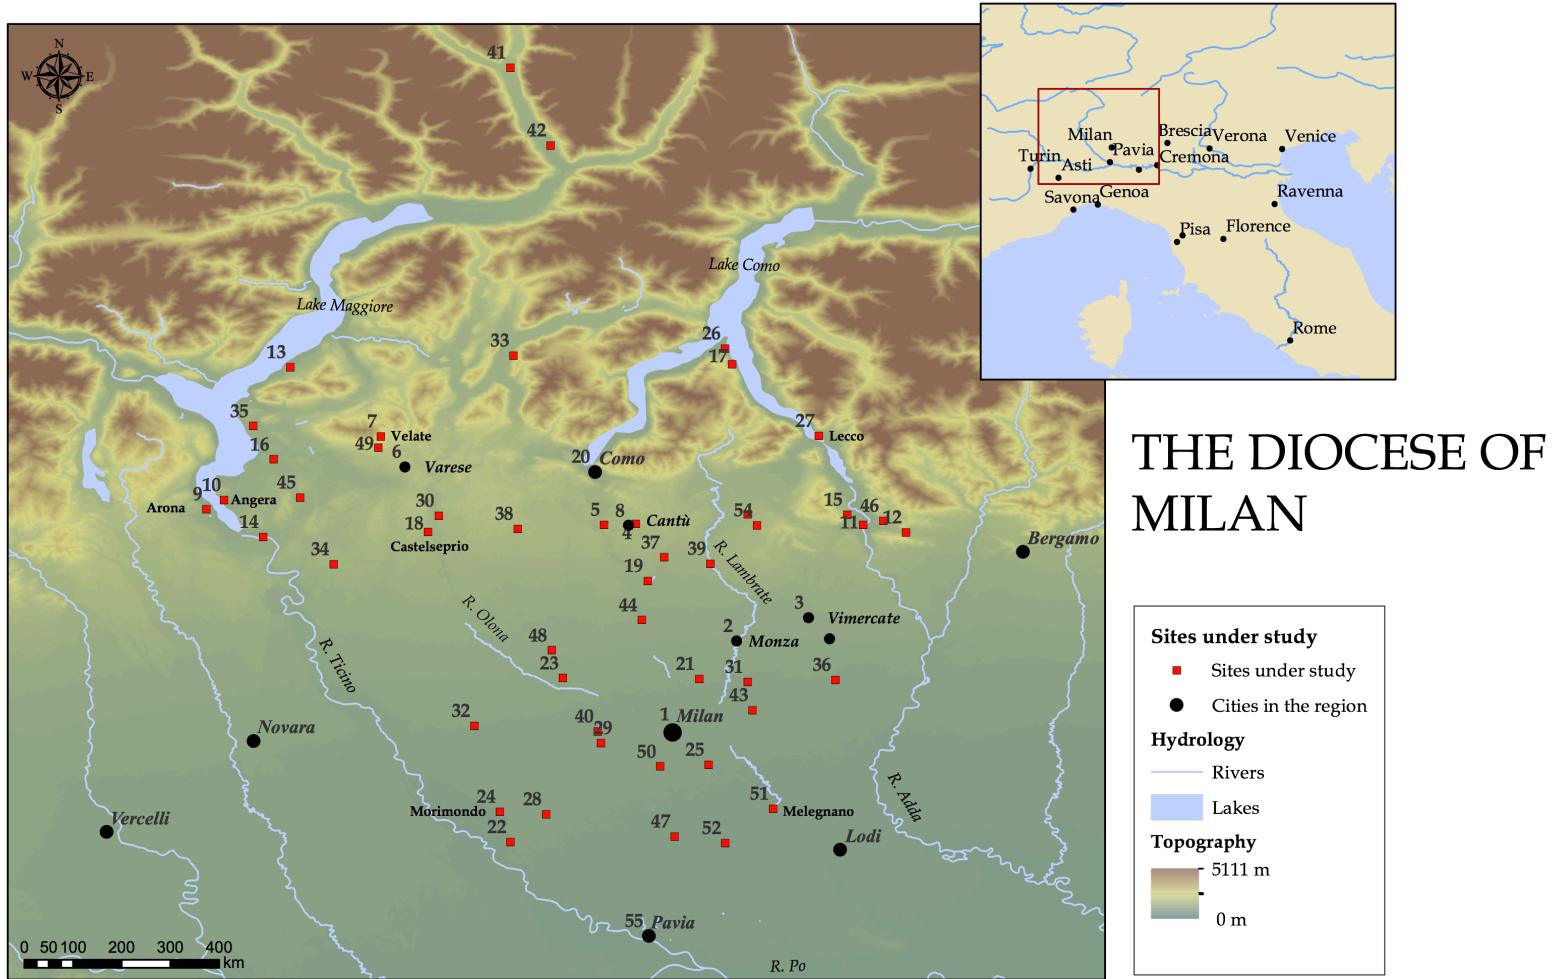 N
W E
S
41
42
Lake Maggiore
Lake Como
13
33
26
17
35
7
Velate
49
6
Varese
16
27
Lecco
20
Como
9
10
Angera
Arona
45
14
30
18
Castelseprio
38
5
8
4
Cantù
54
15
46
11
12
Bergamo
34
37
39
R. Lambrate
19
44
3
Vimercate
2
Monza
R. Olona
48
23
R. Ticino
21
31
36
43
32
40
29
1
Milan
Novara
50
25
R. Adda
51
Melegnano
24
Morimondo
28
22
47
52
Lodi
Vercelli
55
Pavia
R. Po
0 50 100 200 300 400
km
Milan
Brescia
Verona
Venice
Pavia
Cremona
Turin
Asti
Savona
Genoa
Ravenna
Pisa
Florence
Rome
THE DIOCESE OF
MILAN
Sites under study
Sites under study
Cities in the region
Hydrology
Rivers
Lakes
Topography
5111 m
0 m